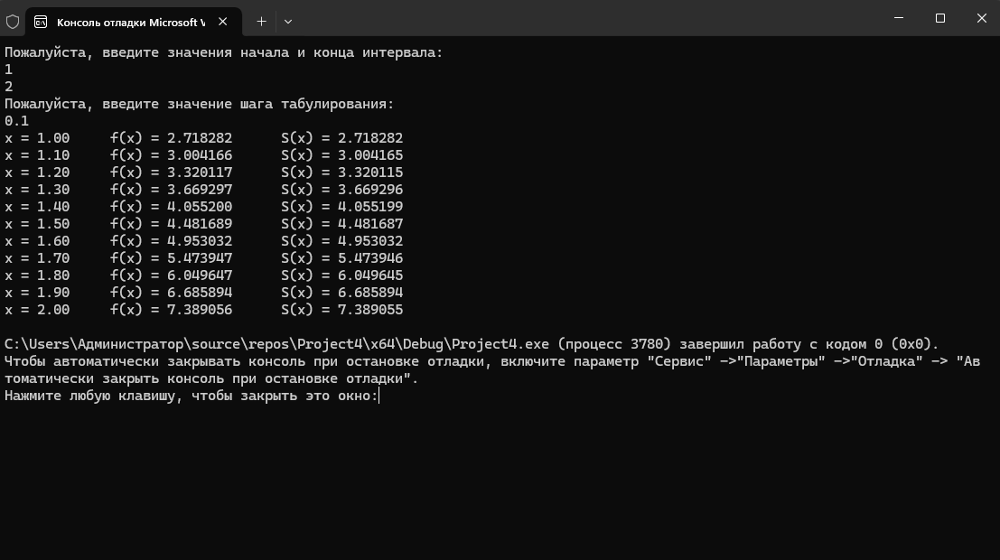 Консоль отладки Microsoft V
Пожалуйста, введите значения начала и конца интервала:
1
2
Пожалуйста, введите значение шага табулирования:
0.1
x = 1.00     f(x) = 2.718282      S(x) = 2.718282
x = 1.10     f(x) = 3.004166      S(x) = 3.004165
x = 1.20     f(x) = 3.320117      S(x) = 3.320115
x = 1.30     f(x) = 3.669297      S(x) = 3.669296
x = 1.40     f(x) = 4.055200      S(x) = 4.055199
x = 1.50     f(x) = 4.481689      S(x) = 4.481687
x = 1.60     f(x) = 4.953032      S(x) = 4.953032
x = 1.70     f(x) = 5.473947      S(x) = 5.473946
x = 1.80     f(x) = 6.049647      S(x) = 6.049645
x = 1.90     f(x) = 6.685894      S(x) = 6.685894
x = 2.00     f(x) = 7.389056      S(x) = 7.389055
C:\Users\Администратор\source\repos\Project4\x64\Debug\Project4.exe (процесс 3780) завершил работу с кодом 0 (0x0).
Чтобы автоматически закрывать консоль при остановке отладки, включите параметр "Сервис" ->"Параметры" ->"Отладка" -> "Ав
томатически закрыть консоль при остановке отладки".
Нажмите любую клавишу, чтобы закрыть это окно: